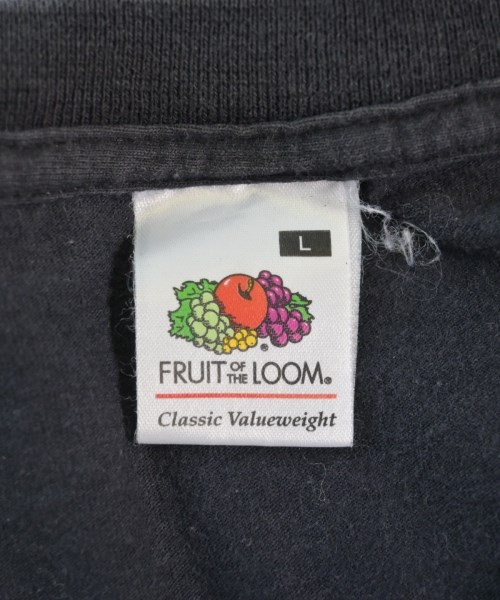 L
FRUIT OF THE LOOM®
Classic Valueweight